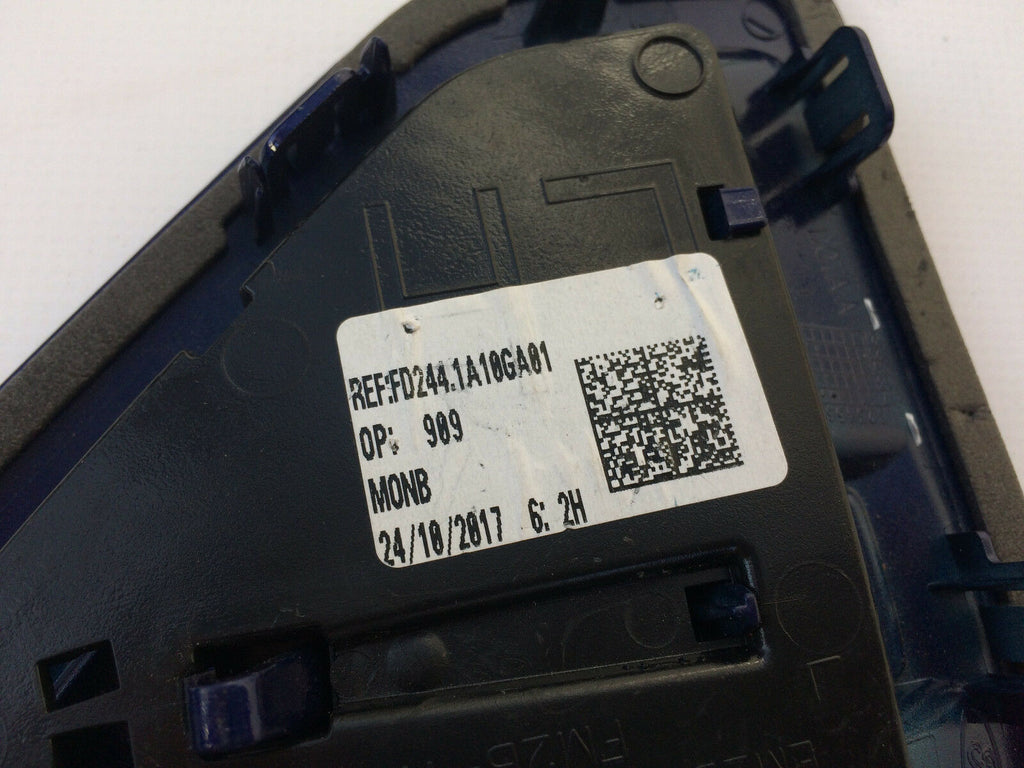 REF:FD244.1A10GA01
OP: 909
MONB
24/10/2017 6: 2H